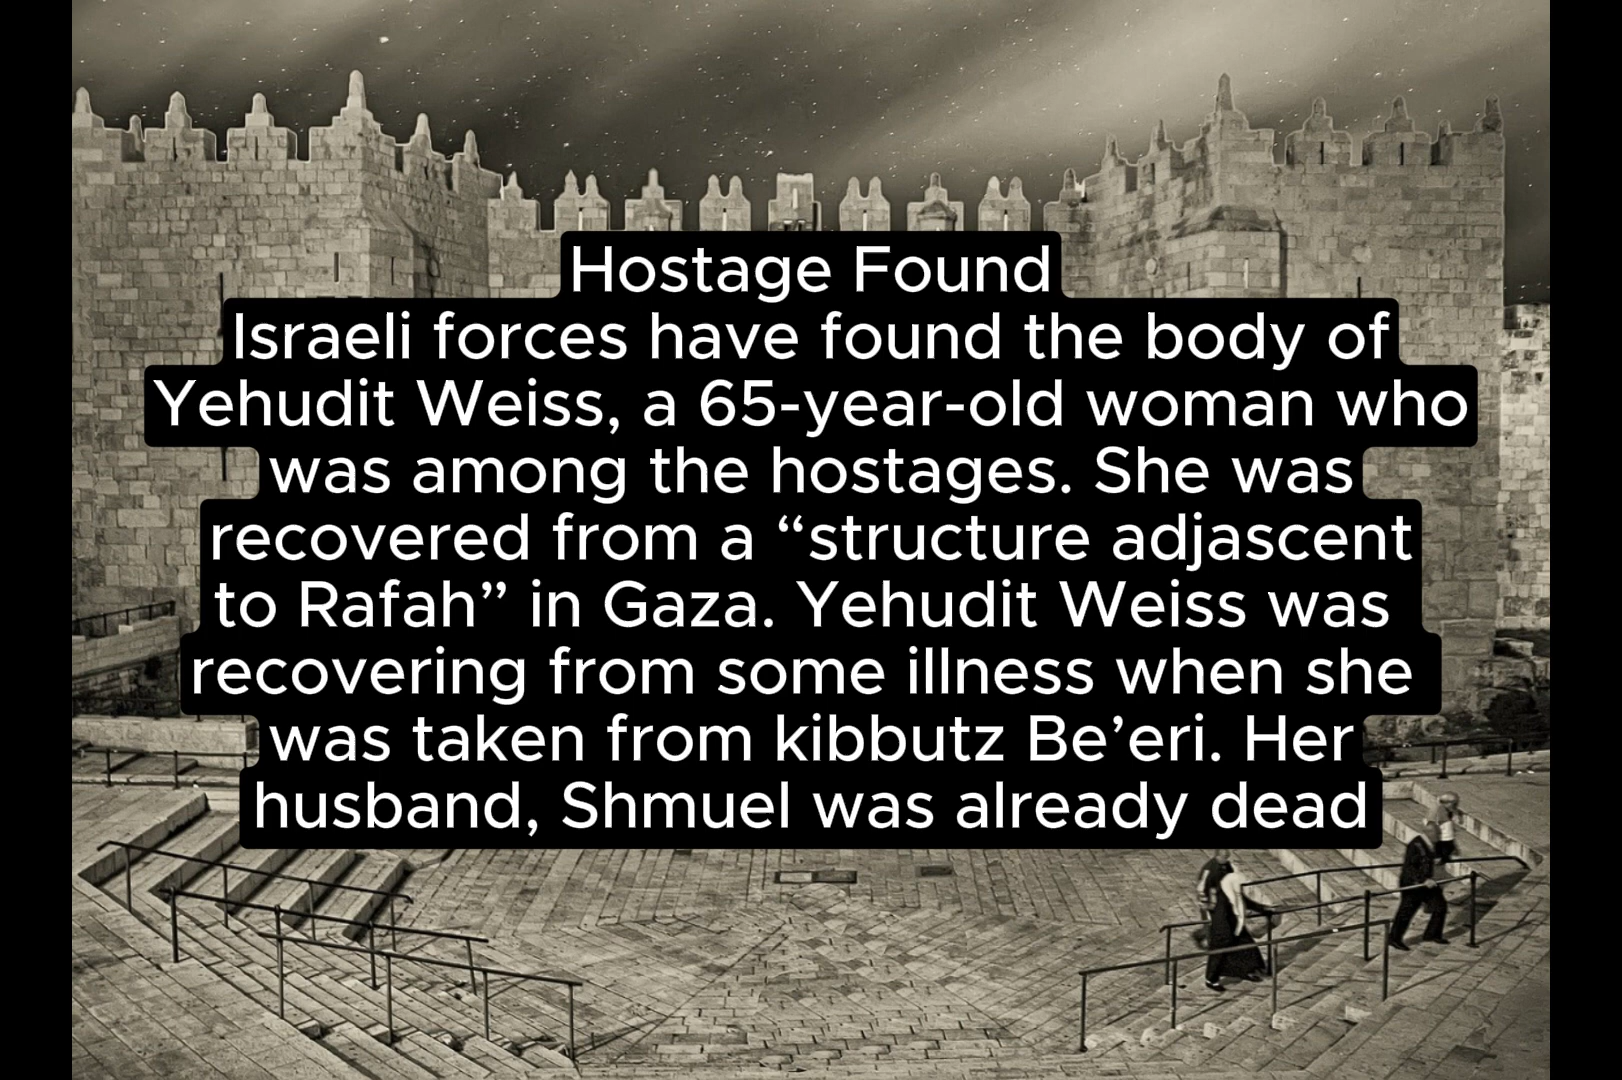 Hostage Found
Israeli forces have found the body of
Yehudit Weiss, a 65-year-old woman who
was among the hostages. She was
recovered from a “structure adjascent
to Rafah” in Gaza. Yehudit Weiss was
recovering from some illness when she
was taken from kibbutz Be’eri. Her
husband, Shmuel was already dead